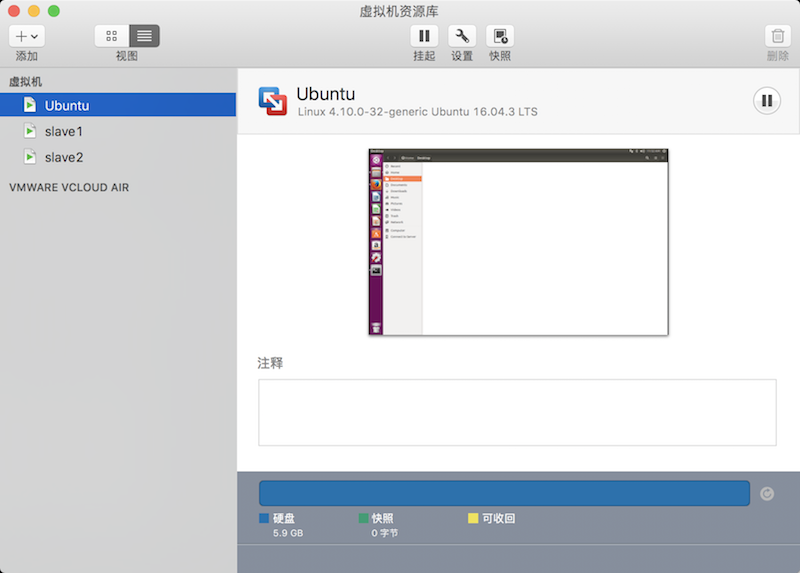 虚拟机资源库
添加
视图
挂起
设置
快照
删除
虚拟机
Ubuntu
slave1
slave2
VMWARE VCLOUD AIR
Ubuntu
Linux 4.10.0-32-generic Ubuntu 16.04.3 LTS
注释
硬盘
5.9 GB
快照
0 字节
可收回